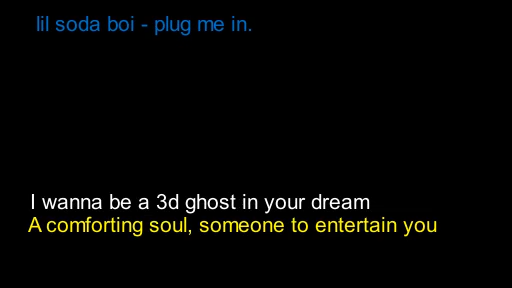 lil soda boi - plug me in.
I wanna be a 3d ghost in your dream
A comforting soul, someone to entertain you